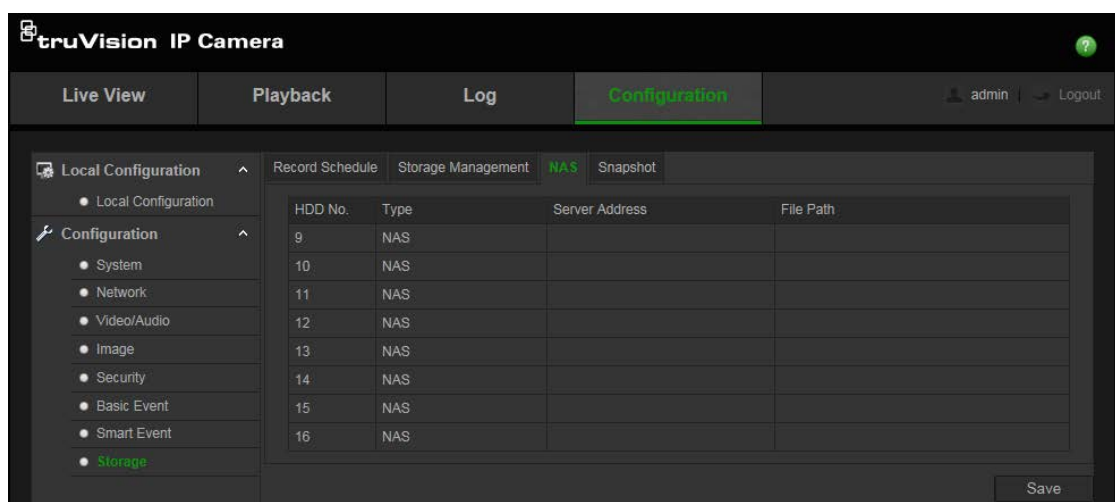 truVision IP Camera
?
Live View Playback Log Configuration admin Logout
Local Configuration
Local Configuration
Configuration
System
Network
Video/Audio
Image
Security
Basic Event
Smart Event
Storage
Record Schedule Storage Management NAS Snapshot
HDD No. Type Server Address File Path
9 NAS
10 NAS
11 NAS
12 NAS
13 NAS
14 NAS
15 NAS
16 NAS
Save